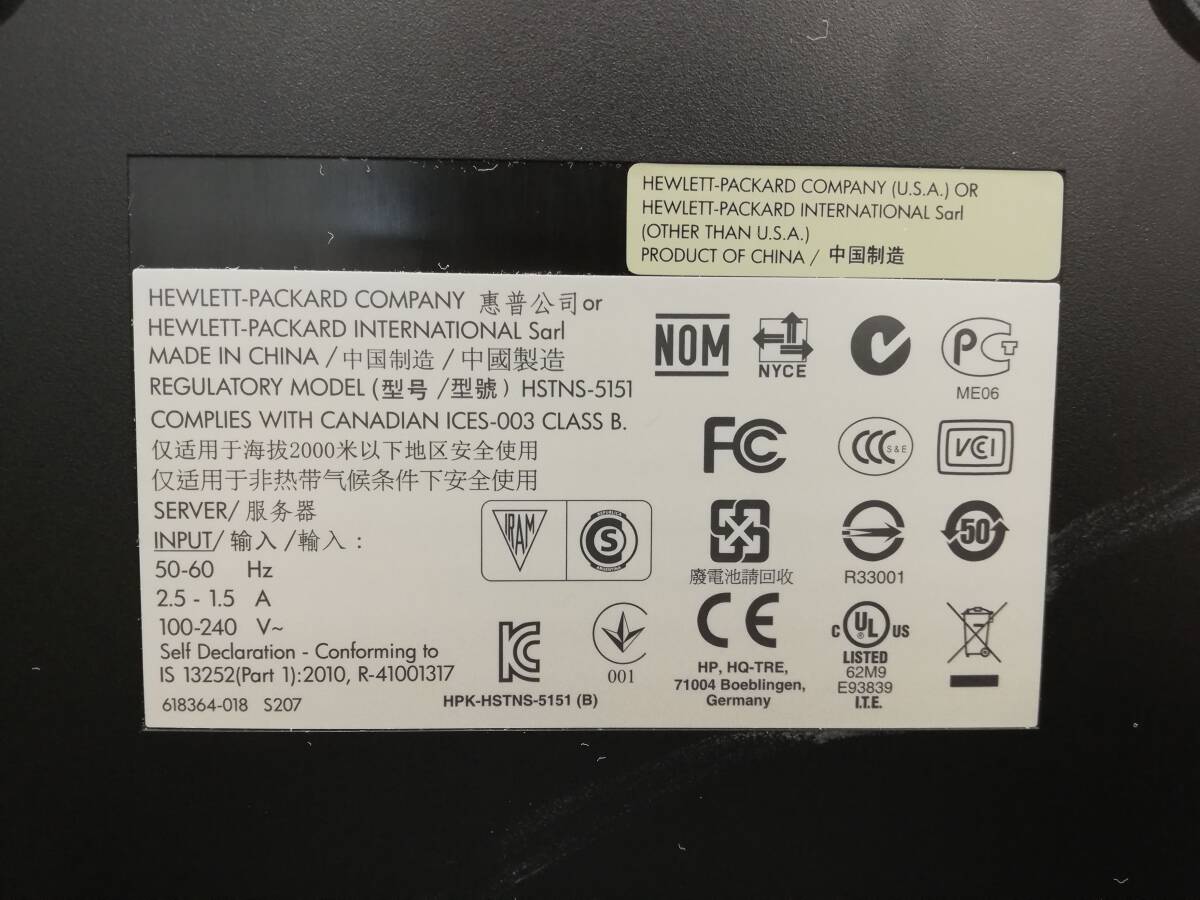 HEWLETT-PACKARD COMPANY (U.S.A.) OR
HEWLETT-PACKARD INTERNATIONAL Sarl
(OTHER THAN U.S.A.)
PRODUCT OF CHINA / 中国制造
HEWLETT-PACKARD COMPANY 惠普公司or
HEWLETT-PACKARD INTERNATIONAL Sarl
MADE IN CHINA / 中国制造 / 中國製造
REGULATORY MODEL (型号 /型號) HSTNS-5151
COMPLIES WITH CANADIAN ICES-003 CLASS B.
仅适用于海拔2000米以下地区安全使用
仅适用于非热带气候条件下安全使用
SERVER/ 服务器
INPUT/ 输入 /輸入 :
50-60 Hz
2.5 - 1.5 A
100-240 V~
Self Declaration - Conforming to
IS 13252(Part 1):2010, R-41001317
618364-018 S207
NOM
NYCE
ME06
FC
CCC S&E
VCI
IRAM
S
廢電池請回收
R33001
50
HPK-HSTNS-5151 (B)
001
CE
HP, HQ-TRE,
71004 Boeblingen,
Germany
C UL US
®
LISTED
62M9
E93839
I.T.E.